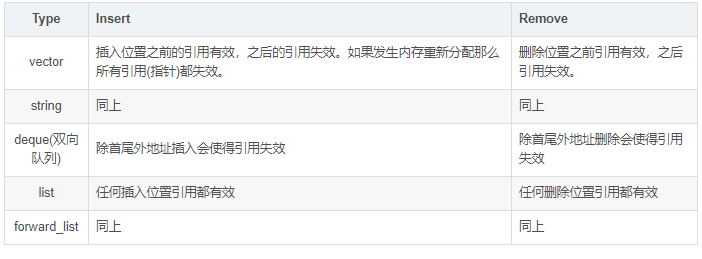 Type Insert Remove
vector 插入位置之前的引用有效，之后的引用失效。如果发生内存重新分配那么 删除位置之前引用有效，之后
所有引用(指针)都失效。 引用失效。
string 同上 同上
deque(双向 除首尾外地址插入会使得引用失效 除首尾外地址删除会使得引用
队列) 失效
list 任何插入位置引用都有效 任何删除位置引用都有效
forward_list 同上 同上